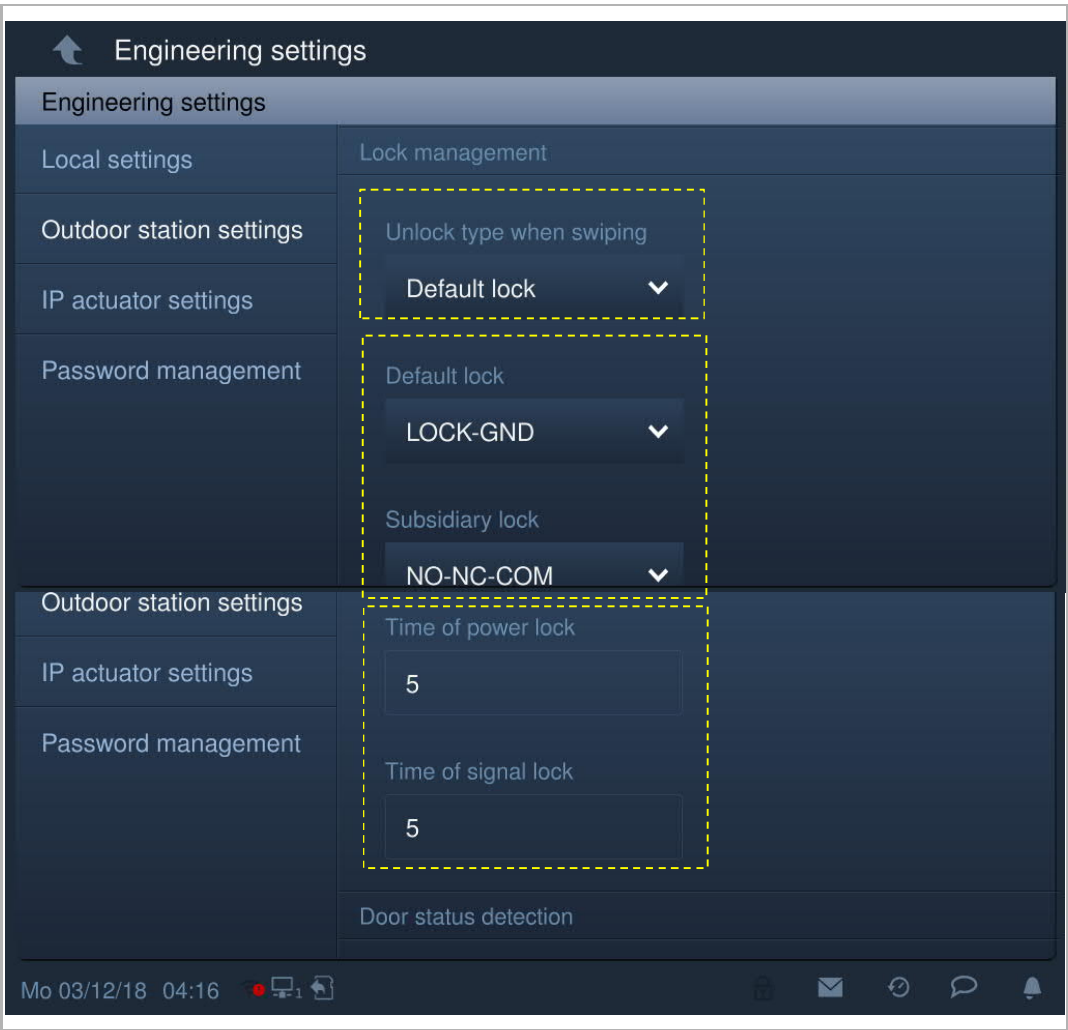 Engineering settings
Engineering settings
Local settings
Outdoor station settings
IP actuator settings
Password management
Lock management
Unlock type when swiping
Default lock
Default lock
LOCK-GND
Subsidiary lock
NO-NC-COM
Outdoor station settings
IP actuator settings
Password management
Time of power lock
5
Time of signal lock
5
Door status detection
Mo 03/12/18 04:16 1